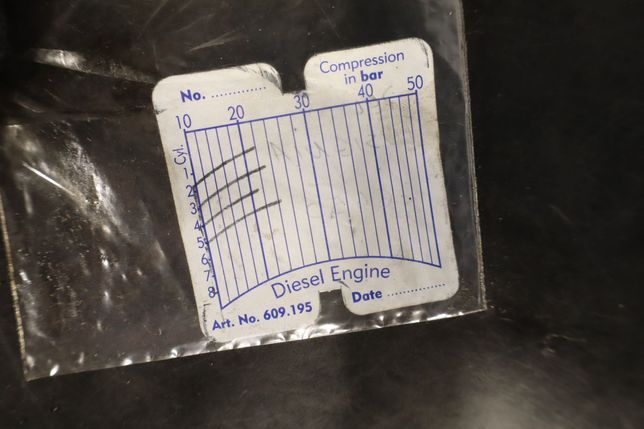 No. ..............
Compression
in bar
10 20 30 40 50
Cyl.
1
2
3
4
5
6
7
8
Diesel Engine
Art. No. 609.195
Date ................